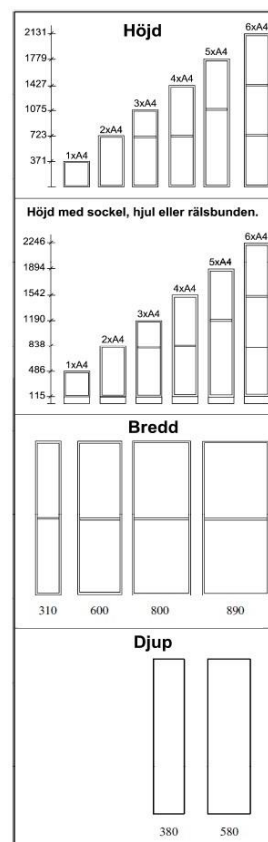 Höjd
6xA4
2131
5xA4
1779
4xA4
1427
3xA4
1075
2xA4
723
1xA4
371
Höjd med sockel, hjul eller rälsbunden.
6xA4
2246
5xA4
1894
4xA4
1542
3xA4
1190
2xA4
838
1xA4
486
115
Bredd
310 600 800 890
Djup
380 580